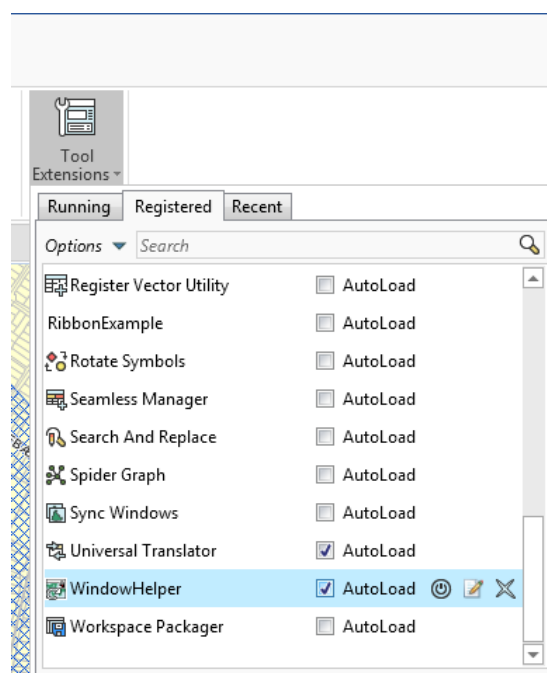 Tool
Extensions
Running Registered Recent
Options Search
Register Vector Utility AutoLoad
RibbonExample AutoLoad
Rotate Symbols AutoLoad
Seamless Manager AutoLoad
Search And Replace AutoLoad
Spider Graph AutoLoad
Sync Windows AutoLoad
Universal Translator AutoLoad
WindowHelper AutoLoad
Workspace Packager AutoLoad